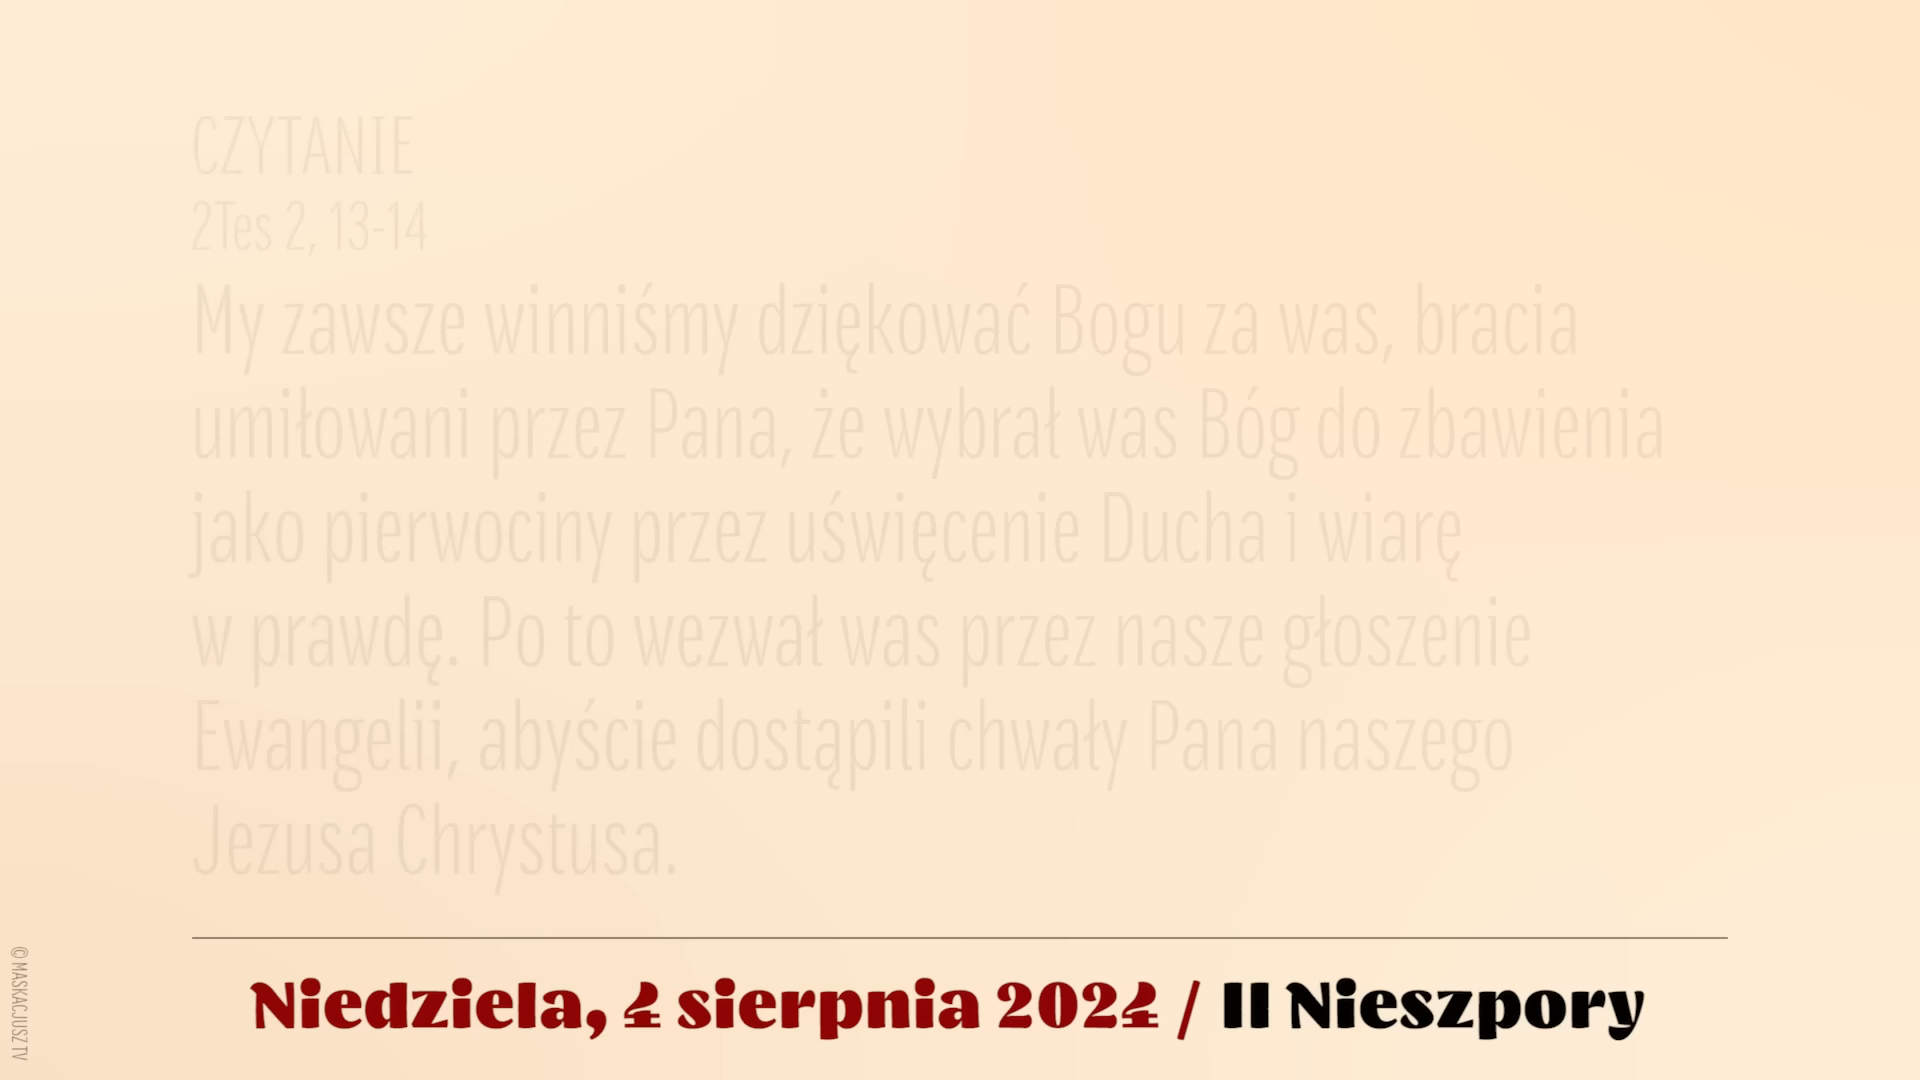 CZYTANIE
2Tes 2, 13-14
My zawsze winniśmy dziękować Bogu za was, bracia
umiłowani przez Pana, że wybrał was Bóg do zbawienia
jako pierwociny przez uświęcenie Ducha i wiarę
w prawdę. Po to wezwał was przez nasze głoszenie
Ewangelii, abyście dostąpili chwały Pana naszego
Jezusa Chrystusa.
Niedziela, 4 sierpnia 2024 / II Nieszpory
© MASKACJUSZ TV